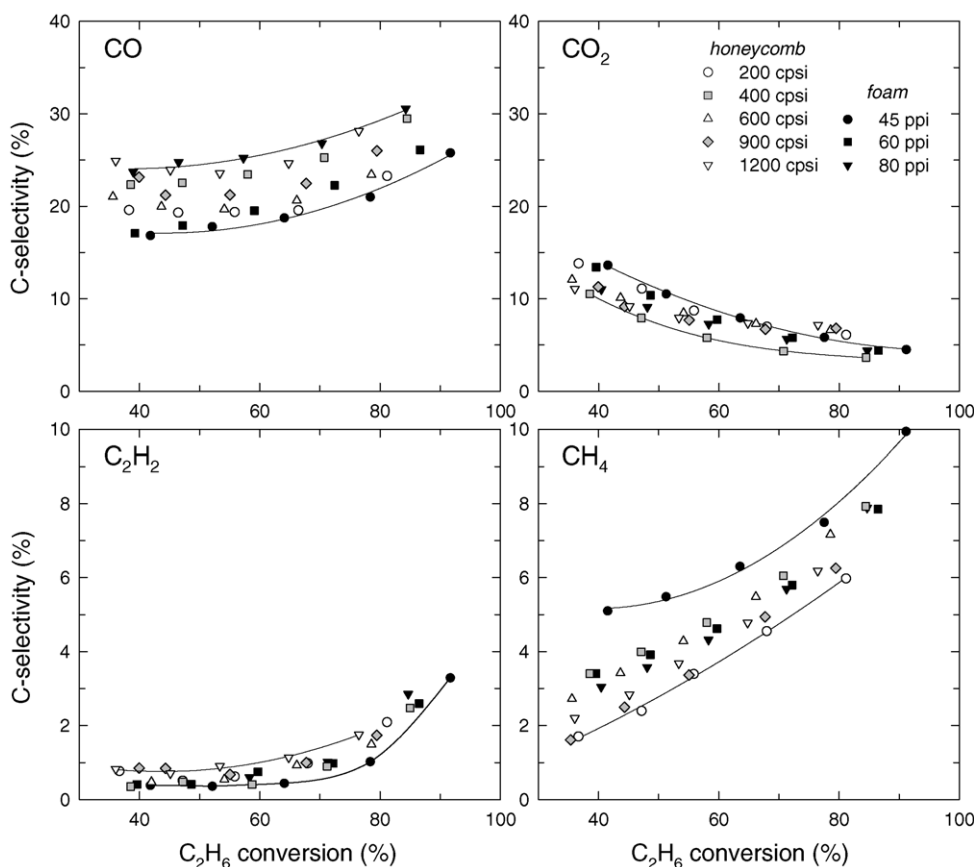 CO
40
30
20
10
0
40 60 80 100
C-selectivity (%)
CO₂
40
30
20
10
0
40 60 80 100
honeycomb
200 cpsi
400 cpsi
600 cpsi
900 cpsi
1200 cpsi
foam
45 ppi
60 ppi
80 ppi
C₂H₂
10
8
6
4
2
0
40 60 80 100
C-selectivity (%)
C₂H₆ conversion (%)
CH₄
10
8
6
4
2
0
40 60 80 100
C₂H₆ conversion (%)